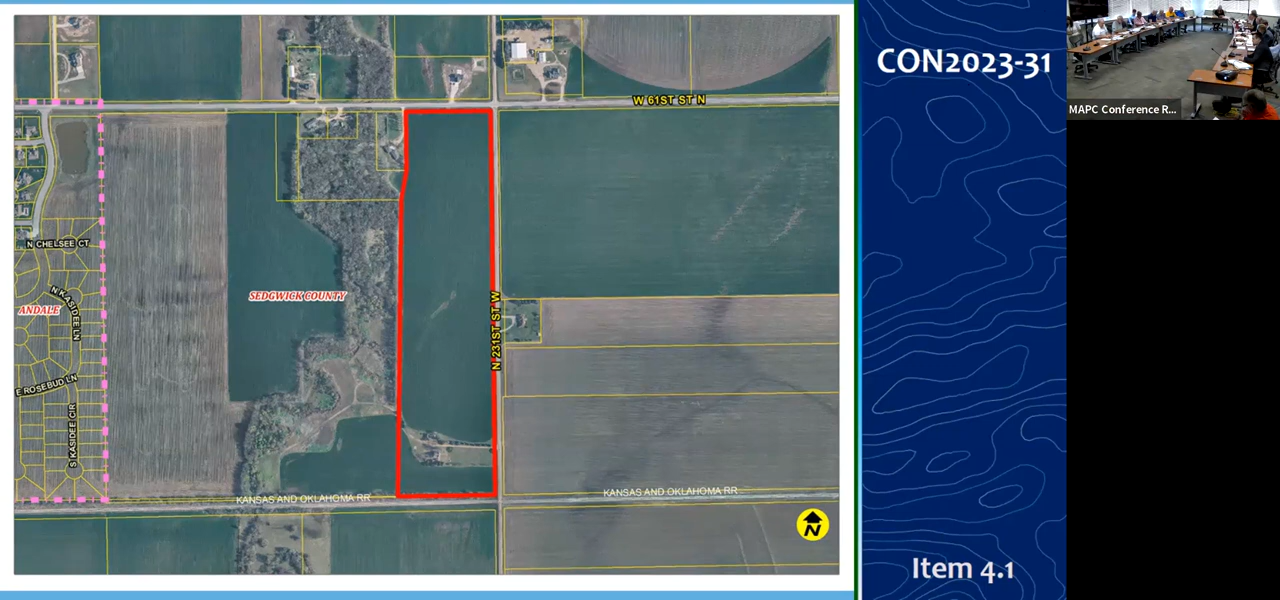 W 61ST ST N
N CHELSEE CT
N KASIDEE LN
ANDALE
SEDGWICK COUNTY
N 231ST ST W
E ROSEBUD LN
S KASIDEE CIR
KANSAS AND OKLAHOMA RR
KANSAS AND OKLAHOMA RR
N
CON2023-31
Item 4.1
MAPC Conference R...